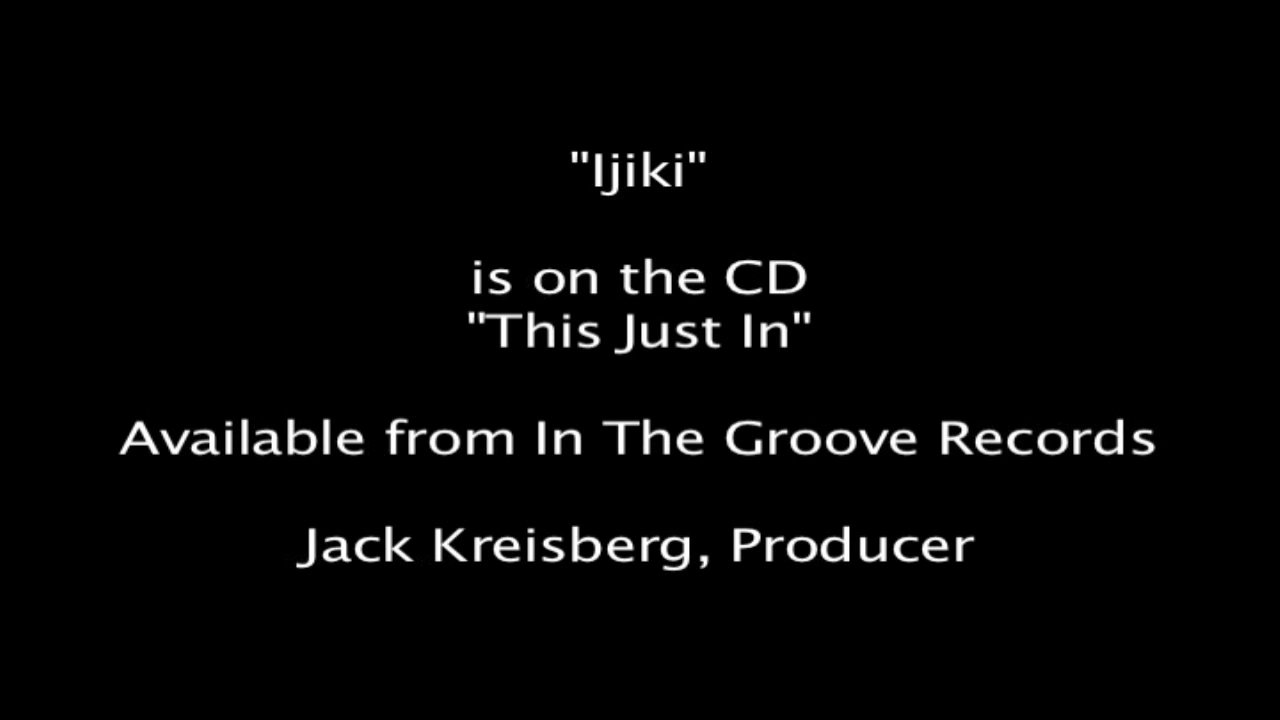 "Ijiki"
is on the CD
"This Just In"
Available from In The Groove Records
Jack Kreisberg, Producer